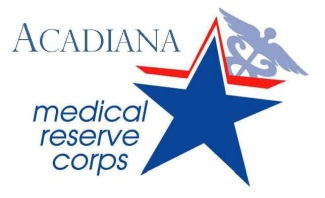 ACADIANA
medical
reserve
corps